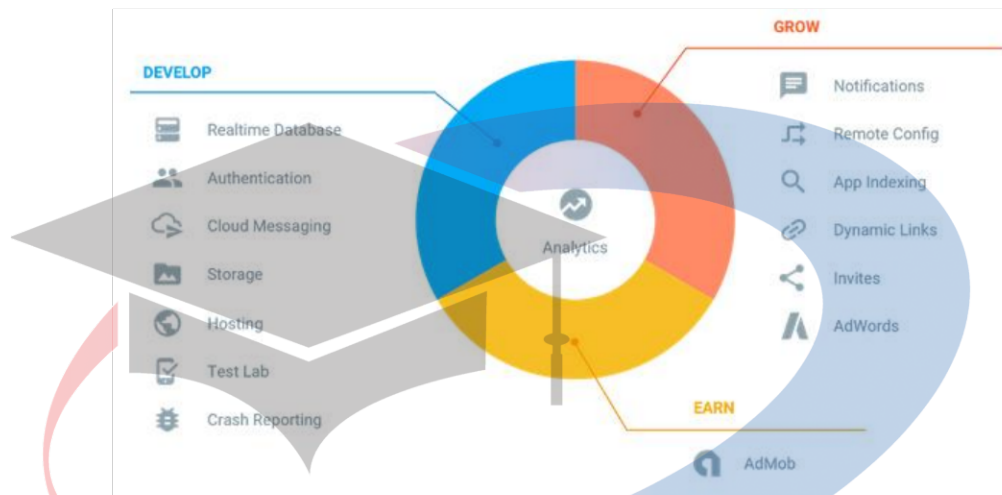 GROW
DEVELOP
Notifications
Realtime Database
Remote Config
Authentication
App Indexing
Cloud Messaging
Dynamic Links
Analytics
Storage
Invites
Hosting
AdWords
Test Lab
Crash Reporting
EARN
AdMob